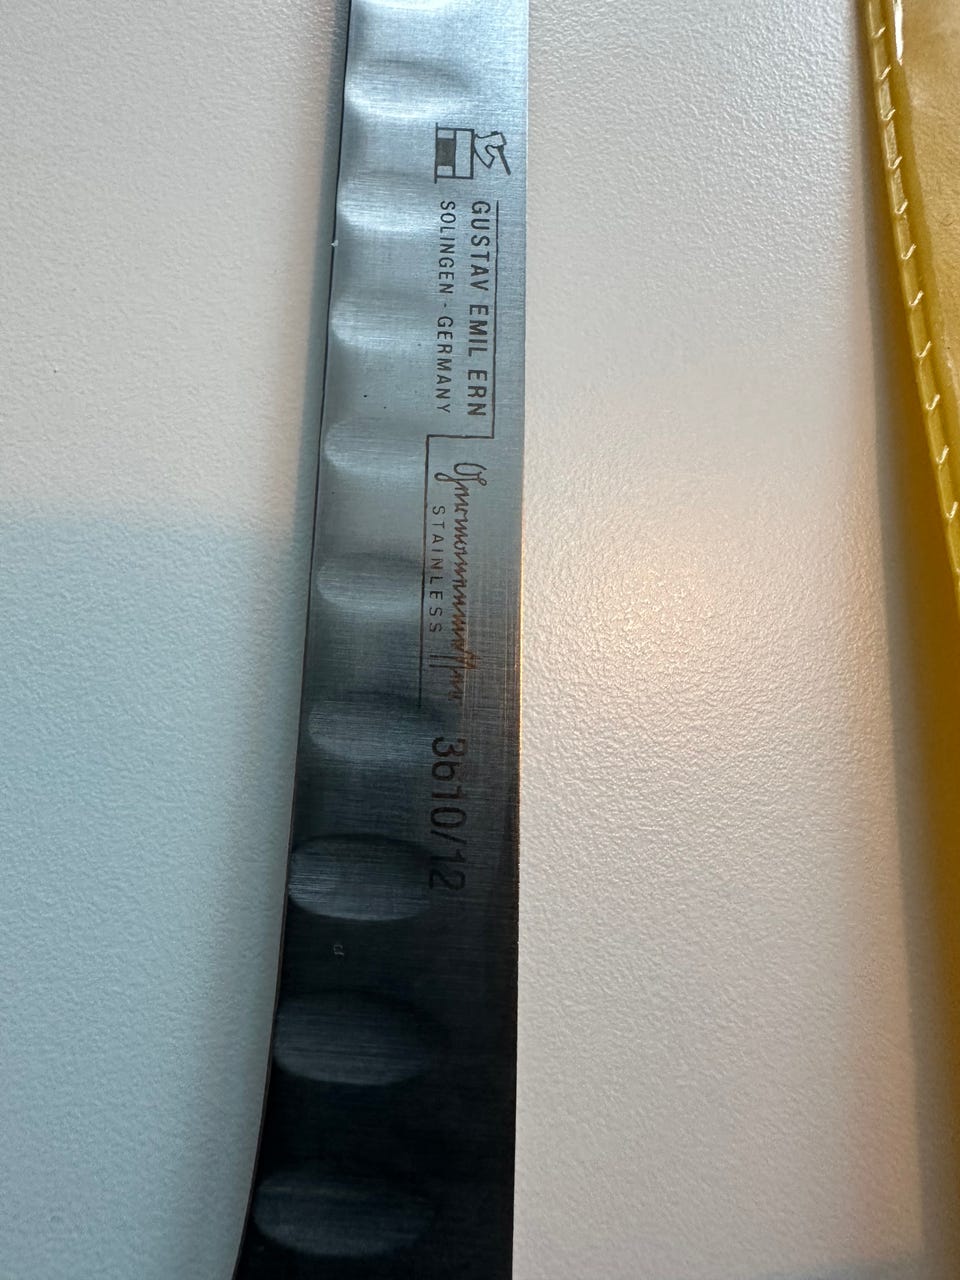 GUSTAV EMIL ERN
SOLINGEN - GERMANY
STAINLESS
3610/12